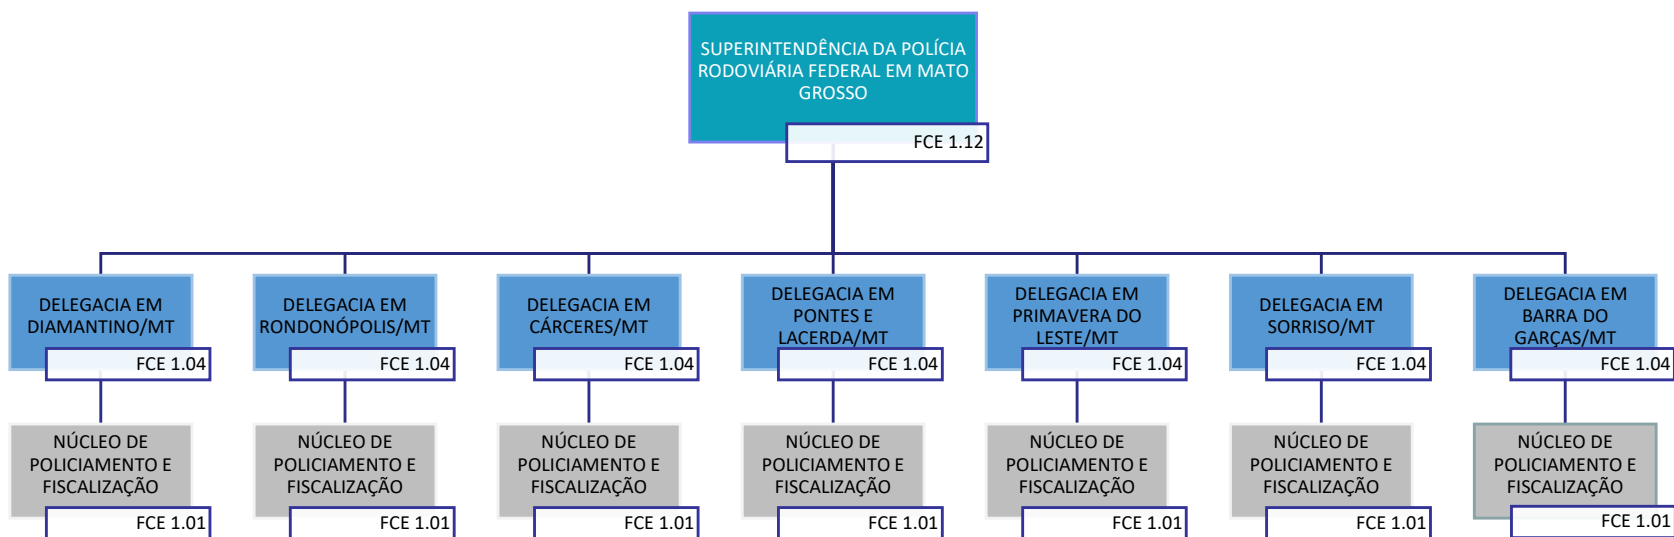 SUPERINTENDÊNCIA DA POLÍCIA
RODOVIÁRIA FEDERAL EM MATO
GROSSO
FCE 1.12
DELEGACIA EM
DIAMANTINO/MT
FCE 1.04
DELEGACIA EM
RONDONÓPOLIS/MT
FCE 1.04
DELEGACIA EM
CÁRCERES/MT
FCE 1.04
DELEGACIA EM
PONTES E
LACERDA/MT
FCE 1.04
DELEGACIA EM
PRIMAVERA DO
LESTE/MT
FCE 1.04
DELEGACIA EM
SORRISO/MT
FCE 1.04
DELEGACIA EM
BARRA DO
GARÇAS/MT
FCE 1.04
NÚCLEO DE
POLICIAMENTO E
FISCALIZAÇÃO
FCE 1.01
NÚCLEO DE
POLICIAMENTO E
FISCALIZAÇÃO
FCE 1.01
NÚCLEO DE
POLICIAMENTO E
FISCALIZAÇÃO
FCE 1.01
NÚCLEO DE
POLICIAMENTO E
FISCALIZAÇÃO
FCE 1.01
NÚCLEO DE
POLICIAMENTO E
FISCALIZAÇÃO
FCE 1.01
NÚCLEO DE
POLICIAMENTO E
FISCALIZAÇÃO
FCE 1.01
NÚCLEO DE
POLICIAMENTO E
FISCALIZAÇÃO
FCE 1.01